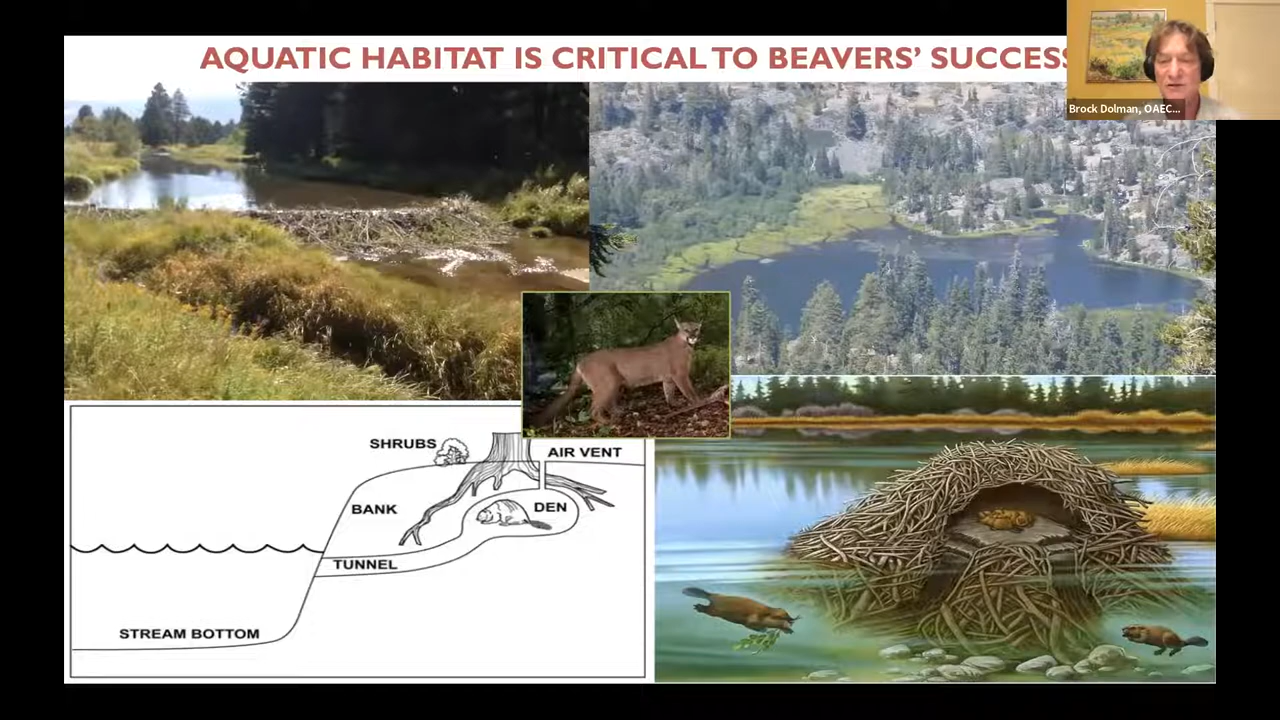 AQUATIC HABITAT IS CRITICAL TO BEAVERS' SUCCESS
Brock Dolman, OAEC...
SHRUBS
AIR VENT
BANK
DEN
TUNNEL
STREAM BOTTOM